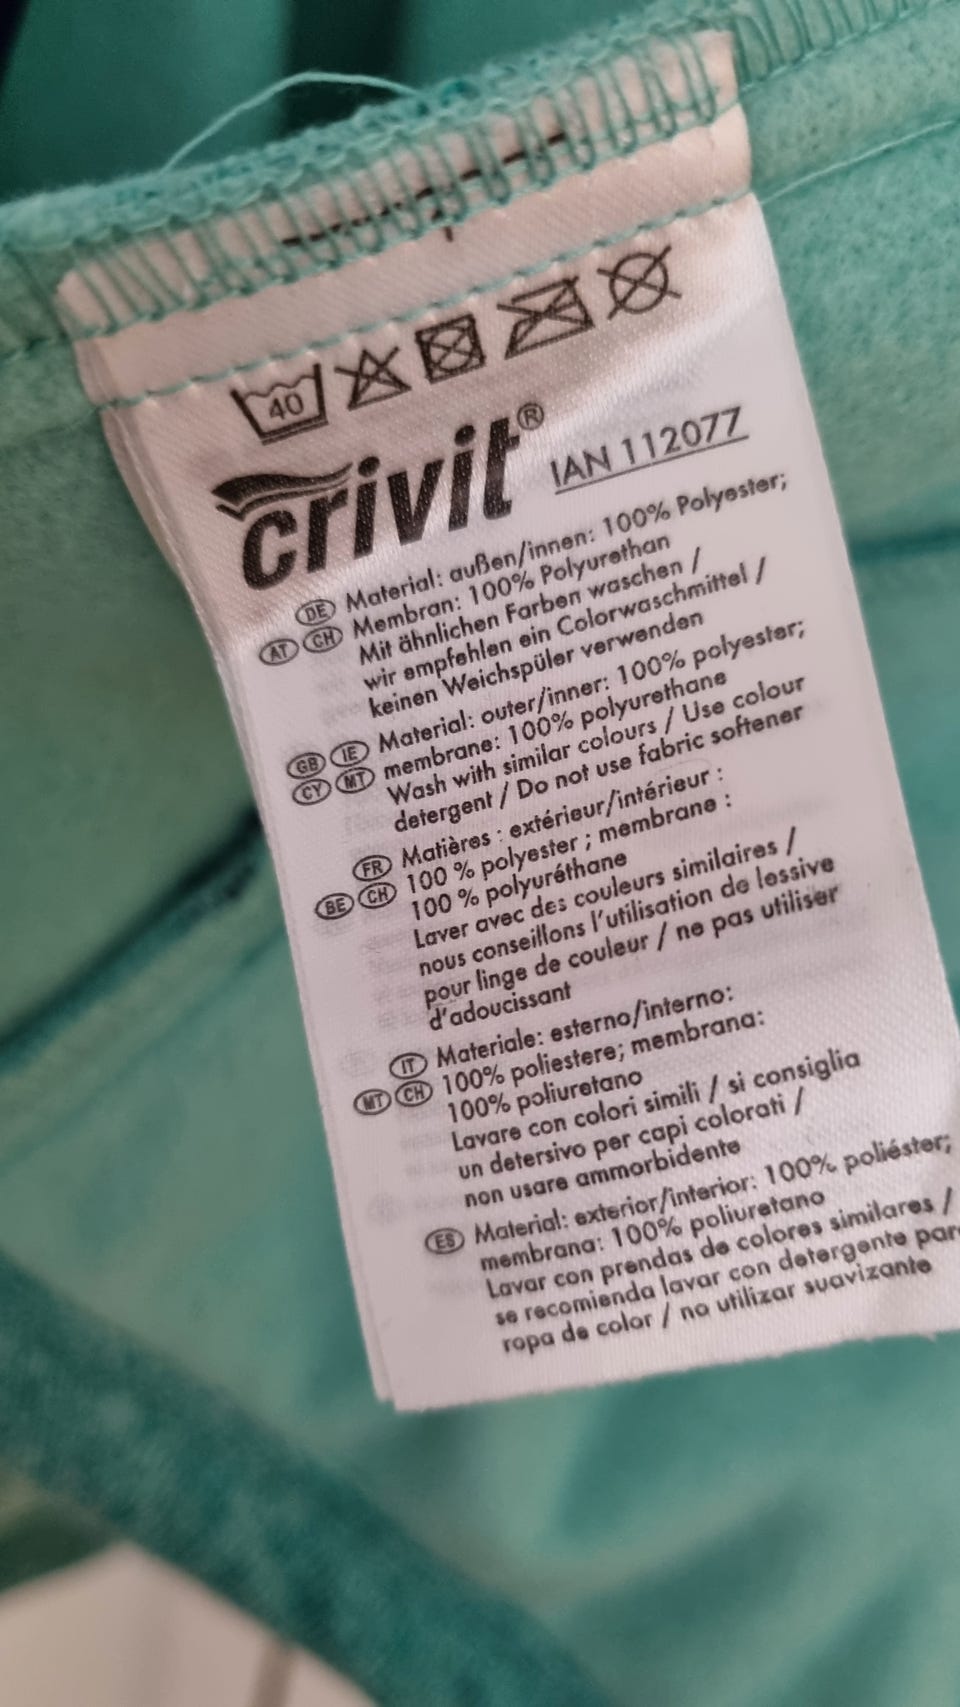 40
crivit®
IAN 112077
DE Material: außen/innen: 100% Polyester;
AT CH Membran: 100% Polyurethan
Mit ähnlichen Farben waschen /
wir empfehlen ein Colorwaschmittel /
keinen Weichspüler verwenden
GB IE Material: outer/inner: 100% polyester;
CY MT membrane: 100% polyurethane
Wash with similar colours / Use colour
detergent / Do not use fabric softener
FR Matières : extérieur/intérieur :
BE CH 100 % polyester ; membrane :
100 % polyuréthane
Laver avec des couleurs similaires /
nous conseillons l'utilisation de lessive
pour linge de couleur / ne pas utiliser
d'adoucissant
IT Materiale: esterno/interno:
MT CH 100% poliestere; membrana:
100% poliuretano
Lavare con colori simili / si consiglia
un detersivo per capi colorati /
non usare ammorbidente
ES Material: exterior/interior: 100% poliéster;
membrana: 100% poliuretano
Lavar con prendas de colores similares /
se recomienda lavar con detergente par
ropa de color / no utilizar suavizante